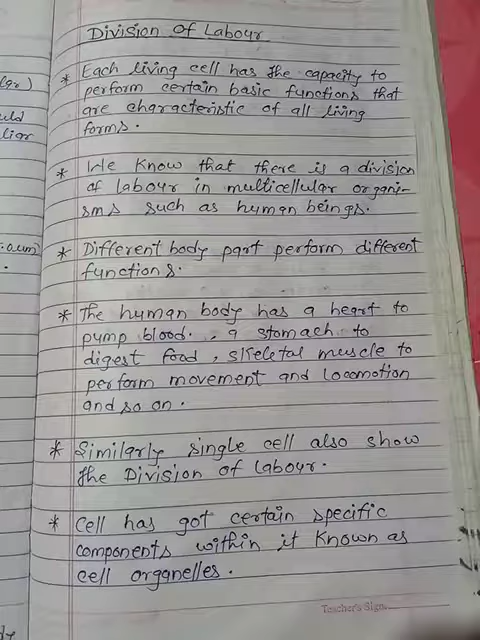 Division of Labour
* Each living cell has the capacity to
perform certain basic functions that
are characteristic of all living
forms.
* We know that there is a division
of labour in multicellular organi-
sms such as human beings.
* Different body part perform different
functions.
* The human body has a heart to
pump blood. , a stomach to
digest food , skeletal muscle to
perform movement and locomotion
and so on.
* Similarly single cell also show
the Division of labour.
* Cell has got certain specific
components within it known as
cell organelles.
Teacher's Sign